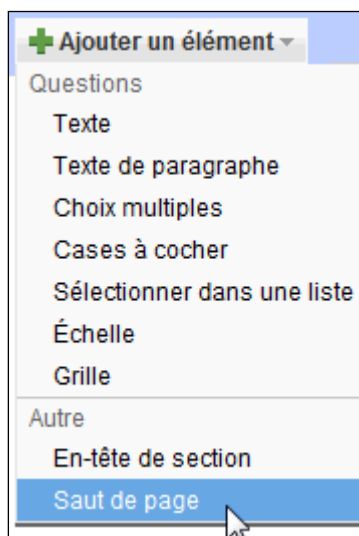 Ajouter un élément
Questions
Texte
Texte de paragraphe
Choix multiples
Cases à cocher
Sélectionner dans une liste
Échelle
Grille
Autre
En-tête de section
Saut de page